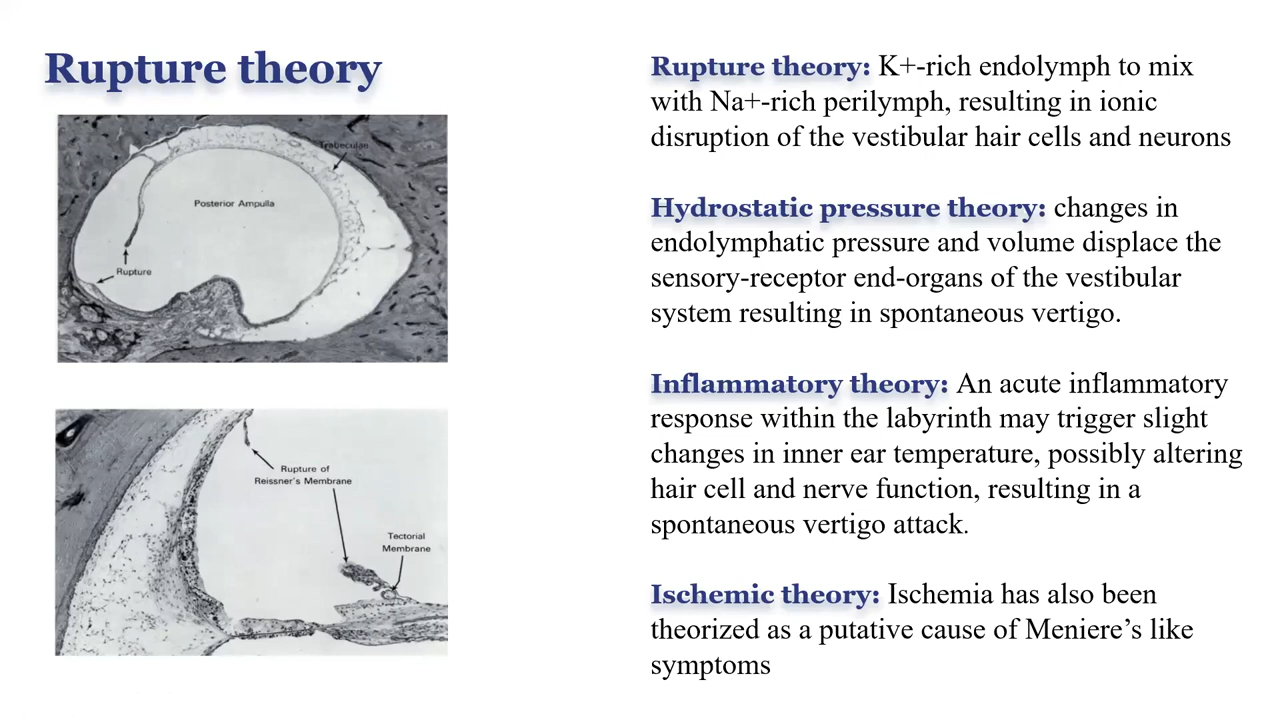 Rupture theory
Trabeculae
Posterior Ampulla
Rupture
Rupture of
Reissner's Membrane
Tectorial
Membrane
Rupture theory: K+-rich endolymph to mix
with Na+-rich perilymph, resulting in ionic
disruption of the vestibular hair cells and neurons
Hydrostatic pressure theory: changes in
endolymphatic pressure and volume displace the
sensory-receptor end-organs of the vestibular
system resulting in spontaneous vertigo.
Inflammatory theory: An acute inflammatory
response within the labyrinth may trigger slight
changes in inner ear temperature, possibly altering
hair cell and nerve function, resulting in a
spontaneous vertigo attack.
Ischemic theory: Ischemia has also been
theorized as a putative cause of Meniere’s like
symptoms